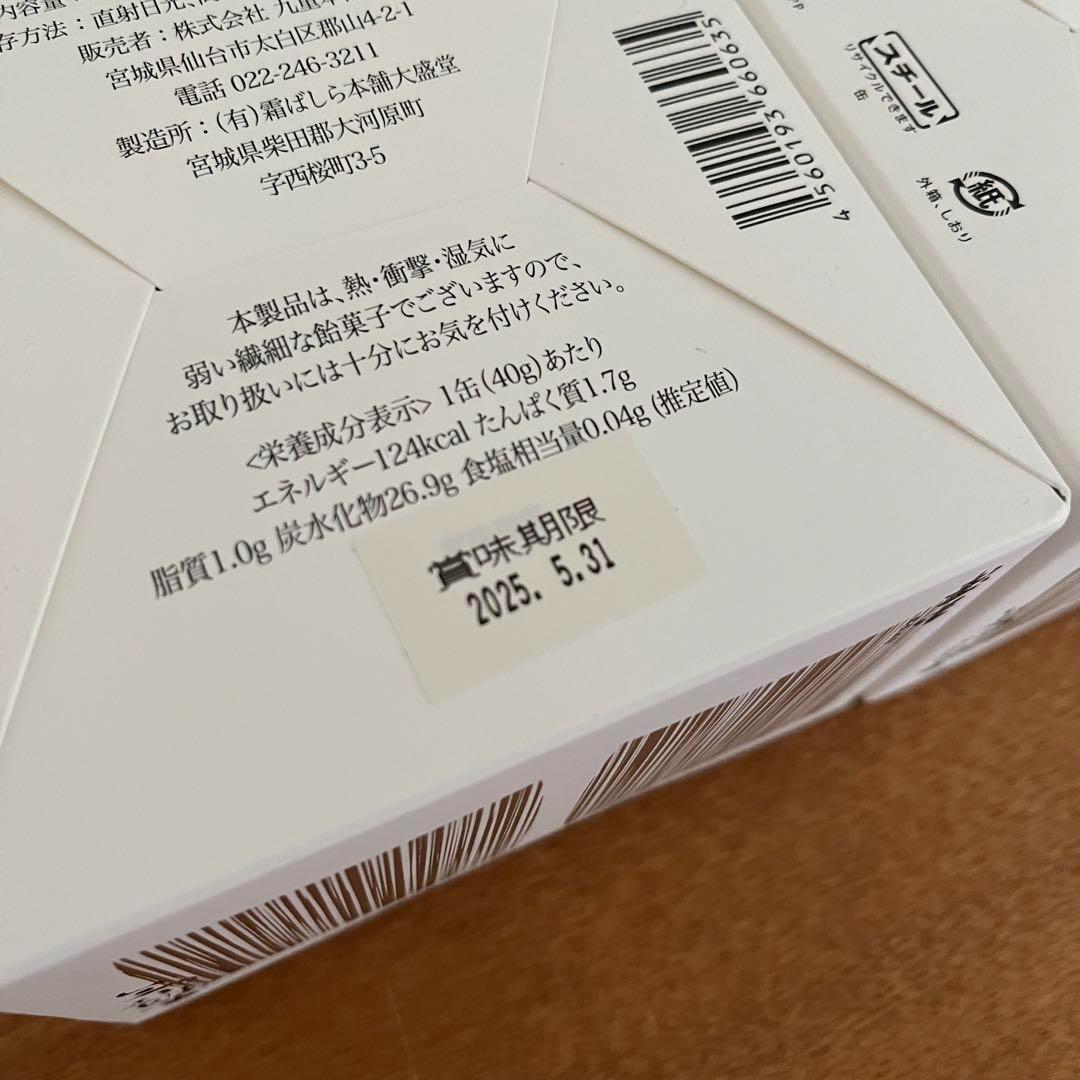 内容量：
存方法：直射日光、
販売者：株式会社 九重本
宮城県仙台市太白区郡山4-2-1
電話 022-246-3211
製造所：(有)霜ばしら本舗大盛堂
宮城県柴田郡大河原町
字西桜町3-5
本製品は、熱・衝撃・湿気に
弱い繊細な飴菓子でございますので、
お取り扱いには十分にお気を付けください。
<栄養成分表示> 1缶(40g)あたり
エネルギー124kcal たんぱく質1.7g
脂質1.0g 炭水化物26.9g 食塩相当量0.04g (推定値)
賞味期限
2025. 5.31
4 560193 660635
スチール
リサイクルできます
缶
紙
外箱、しおり